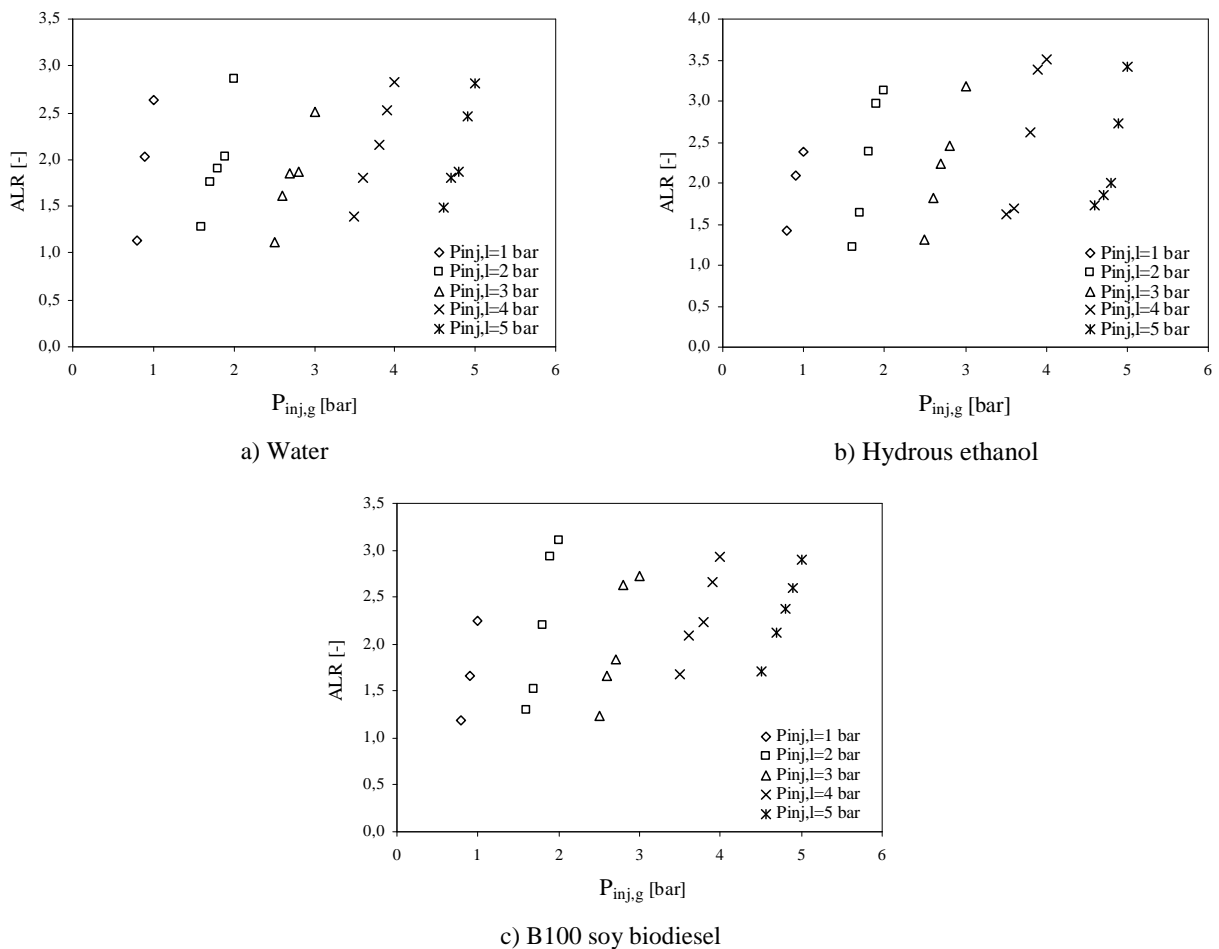 3,5
3,0
2,5
2,0
1,5
1,0
0,5
0,0
ALR [-]
0 1 2 3 4 5 6
Pinj,g [bar]
Pinj,l=1 bar
Pinj,l=2 bar
Pinj,l=3 bar
Pinj,l=4 bar
Pinj,l=5 bar
a) Water
4,0
3,5
3,0
2,5
2,0
1,5
1,0
0,5
0,0
ALR [-]
0 1 2 3 4 5 6
Pinj,g [bar]
Pinj,l=1 bar
Pinj,l=2 bar
Pinj,l=3 bar
Pinj,l=4 bar
Pinj,l=5 bar
b) Hydrous ethanol
3,5
3,0
2,5
2,0
1,5
1,0
0,5
0,0
ALR [-]
0 1 2 3 4 5 6
Pinj,g [bar]
Pinj,l=1 bar
Pinj,l=2 bar
Pinj,l=3 bar
Pinj,l=4 bar
Pinj,l=5 bar
c) B100 soy biodiesel